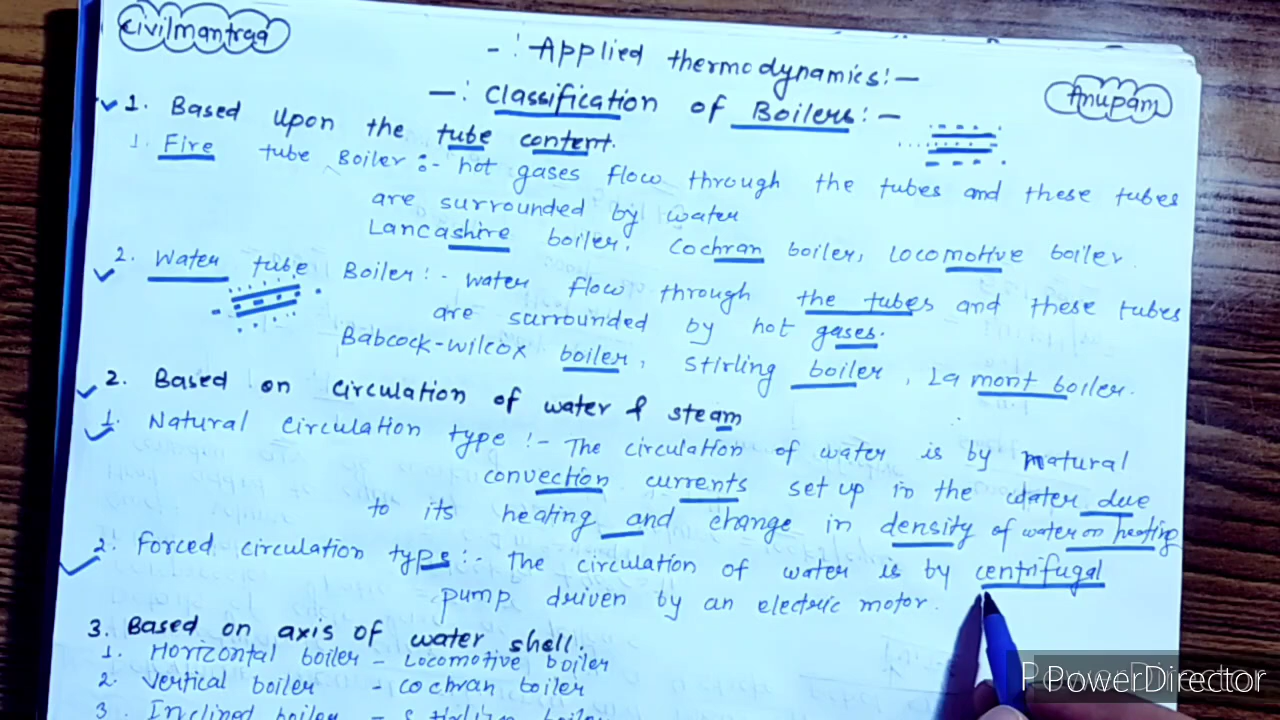 Civilmantraa
-: Applied thermodynamics:-
Anupam
-: Classification of Boilers:-
1. Based upon the tube content.
1. Fire tube Boiler:- hot gases flow through the tubes and these tubes
are surrounded by water
Lancashire boiler, Cochran boiler, Locomotive boiler.
2. Water tube Boiler:- water flow through the tubes and these tubes
are surrounded by hot gases.
Babcock-wilcox boiler, Stirling boiler, La mont boiler.
2. Based on circulation of water & steam
1. Natural circulation type:- The circulation of water is by natural
convection currents set up in the water due
to its heating and change in density of water on heating
2. Forced circulation type:- The circulation of water is by centrifugal
pump driven by an electric motor.
3. Based on axis of water shell.
1. Horizontal boiler - Locomotive boiler
2. Vertical boiler - Cochran boiler
3. Inclined boiler -
PowerDirector